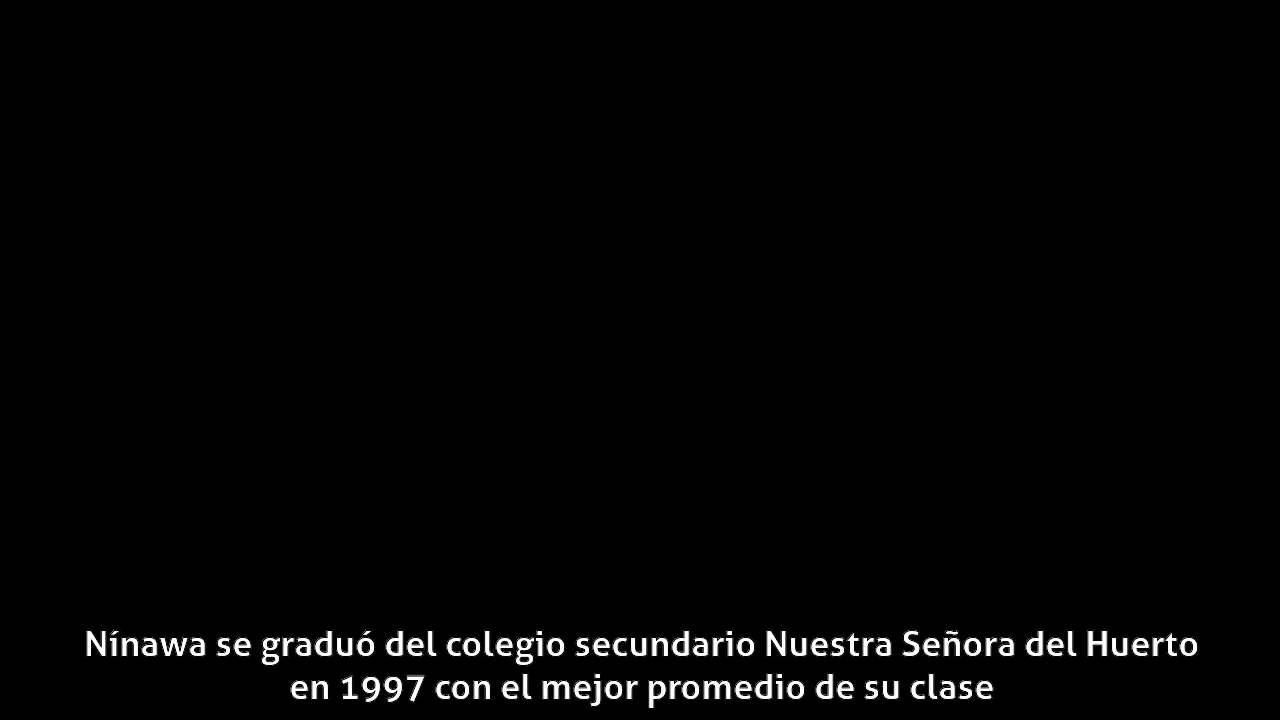 Nínawa se graduó del colegio secundario Nuestra Señora del Huerto
en 1997 con el mejor promedio de su clase